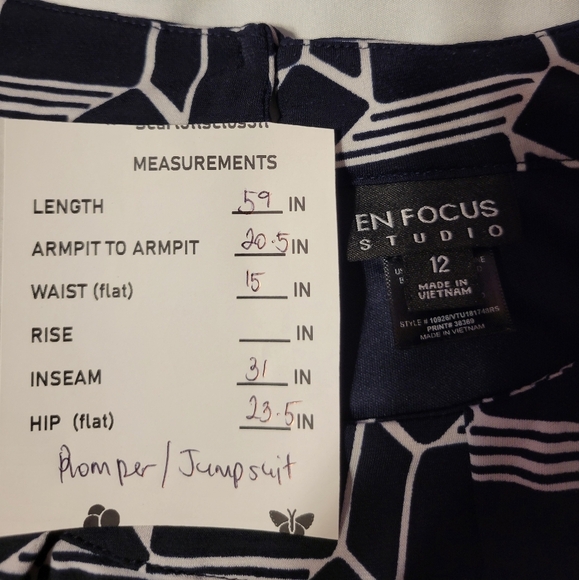 MEASUREMENTS
LENGTH 59 IN
ARMPIT TO ARMPIT 20.5 IN
WAIST (flat) 15 IN
RISE ___ IN
INSEAM 31 IN
HIP (flat) 23.5 IN
Romper / Jumpsuit
EN FOCUS
STUDIO
12
MADE IN
VIETNAM
MADE IN VIETNAM